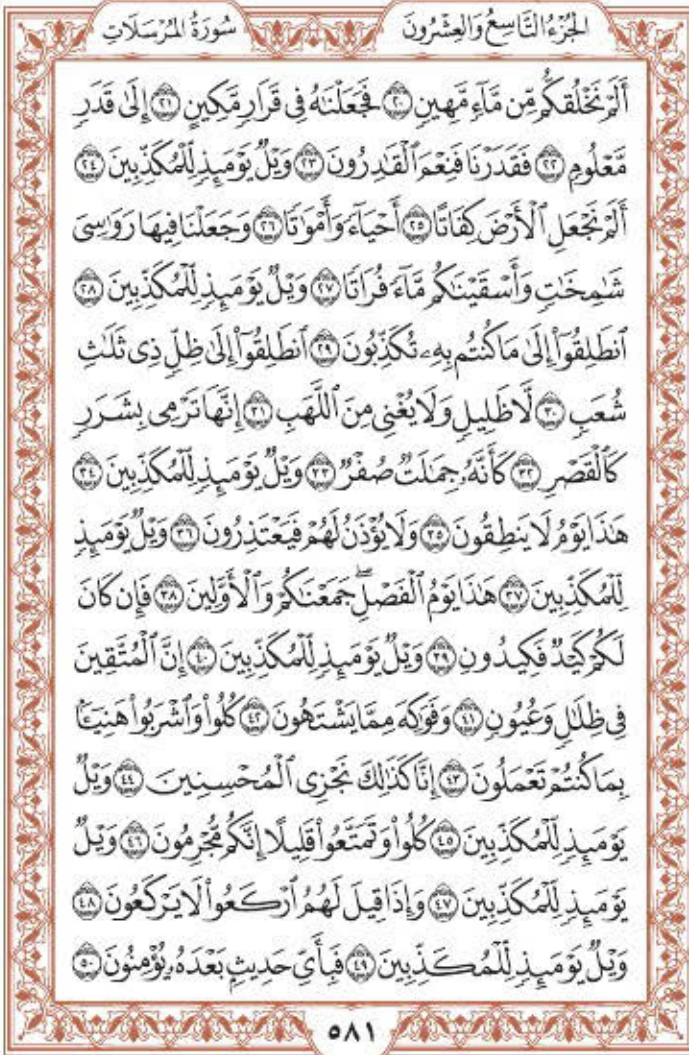 الجُزْءُ التَّاسِعُ وَالعِشْرُونَ سُورَةُ المُرْسَلَاتِ
أَلَمْ نَخْلُقكُّم مِّن مَّآءٍ مَّهِينٍ ٢٠ فَجَعَلْنَٰهُ فِى قَرَارٍ مَّكِينٍ ٢١ إِلَىٰ قَدَرٍ
مَّعْلُومٍ ٢٢ فَقَدَرْنَا فَنِعْمَ ٱلْقَٰدِرُونَ ٢٣ وَيْلٌ يَوْمَئِذٍ لِّلْمُكَذِّبِينَ ٢٤
أَلَمْ نَجْعَلِ ٱلْأَرْضَ كِفَاتًا ٢٥ أَحْيَآءً وَأَمْوَٰتًا ٢٦ وَجَعَلْنَا فِيهَا رَوَٰسِىَ
شَٰمِخَٰتٍ وَأَسْقَيْنَٰكُم مَّآءً فُرَاتًا ٢٧ وَيْلٌ يَوْمَئِذٍ لِّلْمُكَذِّبِينَ ٢٨
ٱنطَلِقُوٓا۟ إِلَىٰ مَا كُنتُم بِهِۦ تُكَذِّبُونَ ٢٩ ٱنطَلِقُوٓا۟ إِلَىٰ ظِلٍّ ذِى ثَلَٰثِ
شُعَبٍ ٣٠ لَّا ظَلِيلٍ وَلَا يُغْنِى مِنَ ٱللَّهَبِ ٣١ إِنَّهَا تَرْمِى بِشَرَرٍ
كَٱلْقَصْرِ ٣٢ كَأَنَّهُۥ جِمَٰلَتٌ صُفْرٌ ٣٣ وَيْلٌ يَوْمَئِذٍ لِّلْمُكَذِّبِينَ ٣٤
هَٰذَا يَوْمُ لَا يَنطِقُونَ ٣٥ وَلَا يُؤْذَنُ لَهُمْ فَيَعْتَذِرُونَ ٣٦ وَيْلٌ يَوْمَئِذٍ
لِّلْمُكَذِّبِينَ ٣٧ هَٰذَا يَوْمُ ٱلْفَصْلِ ۖ جَمَعْنَٰكُمْ وَٱلْأَوَّلِينَ ٣٨ فَإِن كَانَ
لَكُمْ كَيْدٌ فَكِيدُونِ ٣٩ وَيْلٌ يَوْمَئِذٍ لِّلْمُكَذِّبِينَ ٤٠ إِنَّ ٱلْمُتَّقِينَ
فِى ظِلَٰلٍ وَعُيُونٍ ٤١ وَفَوَٰكِهَ مِمَّا يَشْتَهُونَ ٤٢ كُلُوا۟ وَٱشْرَبُوا۟ هَنِيٓـًٔۢا
بِمَا كُنتُمْ تَعْمَلُونَ ٤٣ إِنَّا كَذَٰلِكَ نَجْزِى ٱلْمُحْسِنِينَ ٤٤ وَيْلٌ
يَوْمَئِذٍ لِّلْمُكَذِّبِينَ ٤٥ كُلُوا۟ وَتَمَتَّعُوا۟ قَلِيلًا إِنَّكُم مُّجْرِمُونَ ٤٦ وَيْلٌ
يَوْمَئِذٍ لِّلْمُكَذِّبِينَ ٤٧ وَإِذَا قِيلَ لَهُمُ ٱرْكَعُوا۟ لَا يَرْكَعُونَ ٤٨
وَيْلٌ يَوْمَئِذٍ لِّلْمُكَذِّبِينَ ٤٩ فَبِأَىِّ حَدِيثٍۭ بَعْدَهُۥ يُؤْمِنُونَ ٥٠
٥٨١